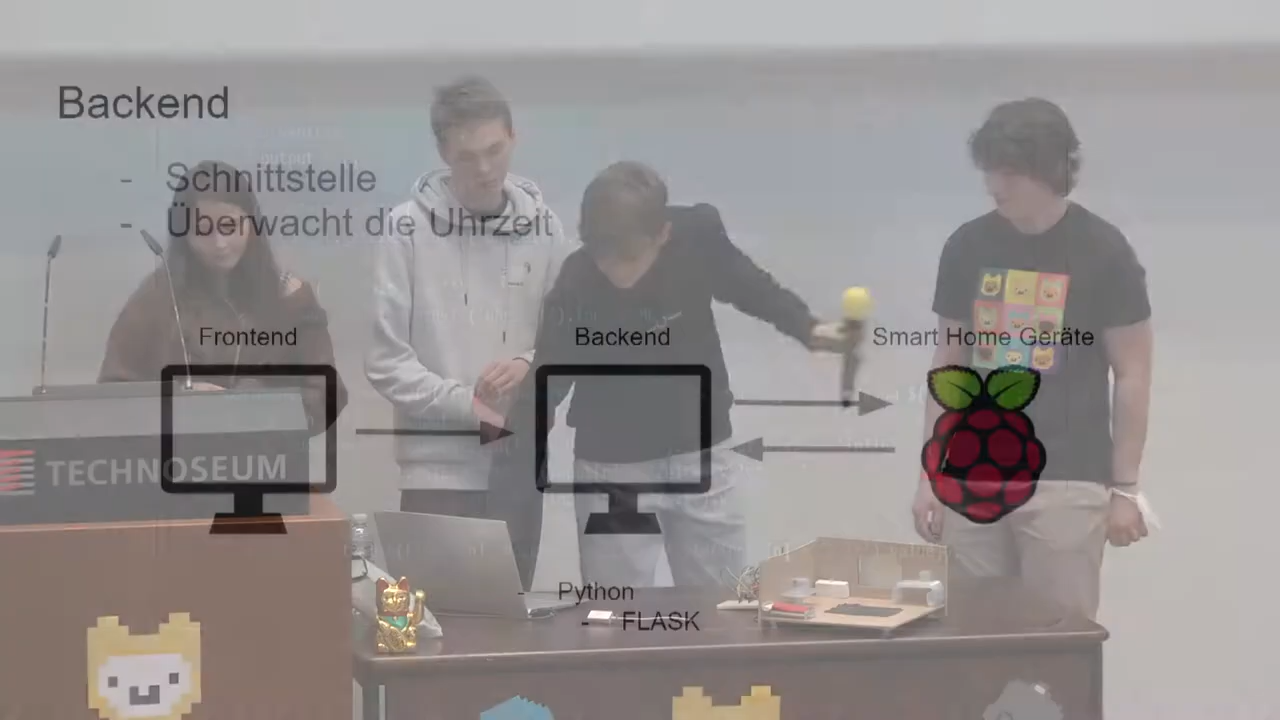 Backend
- Schnittstelle
- Überwacht die Uhrzeit
Frontend
Backend
Smart Home Geräte
TECHNOSEUM
- Python
- FLASK